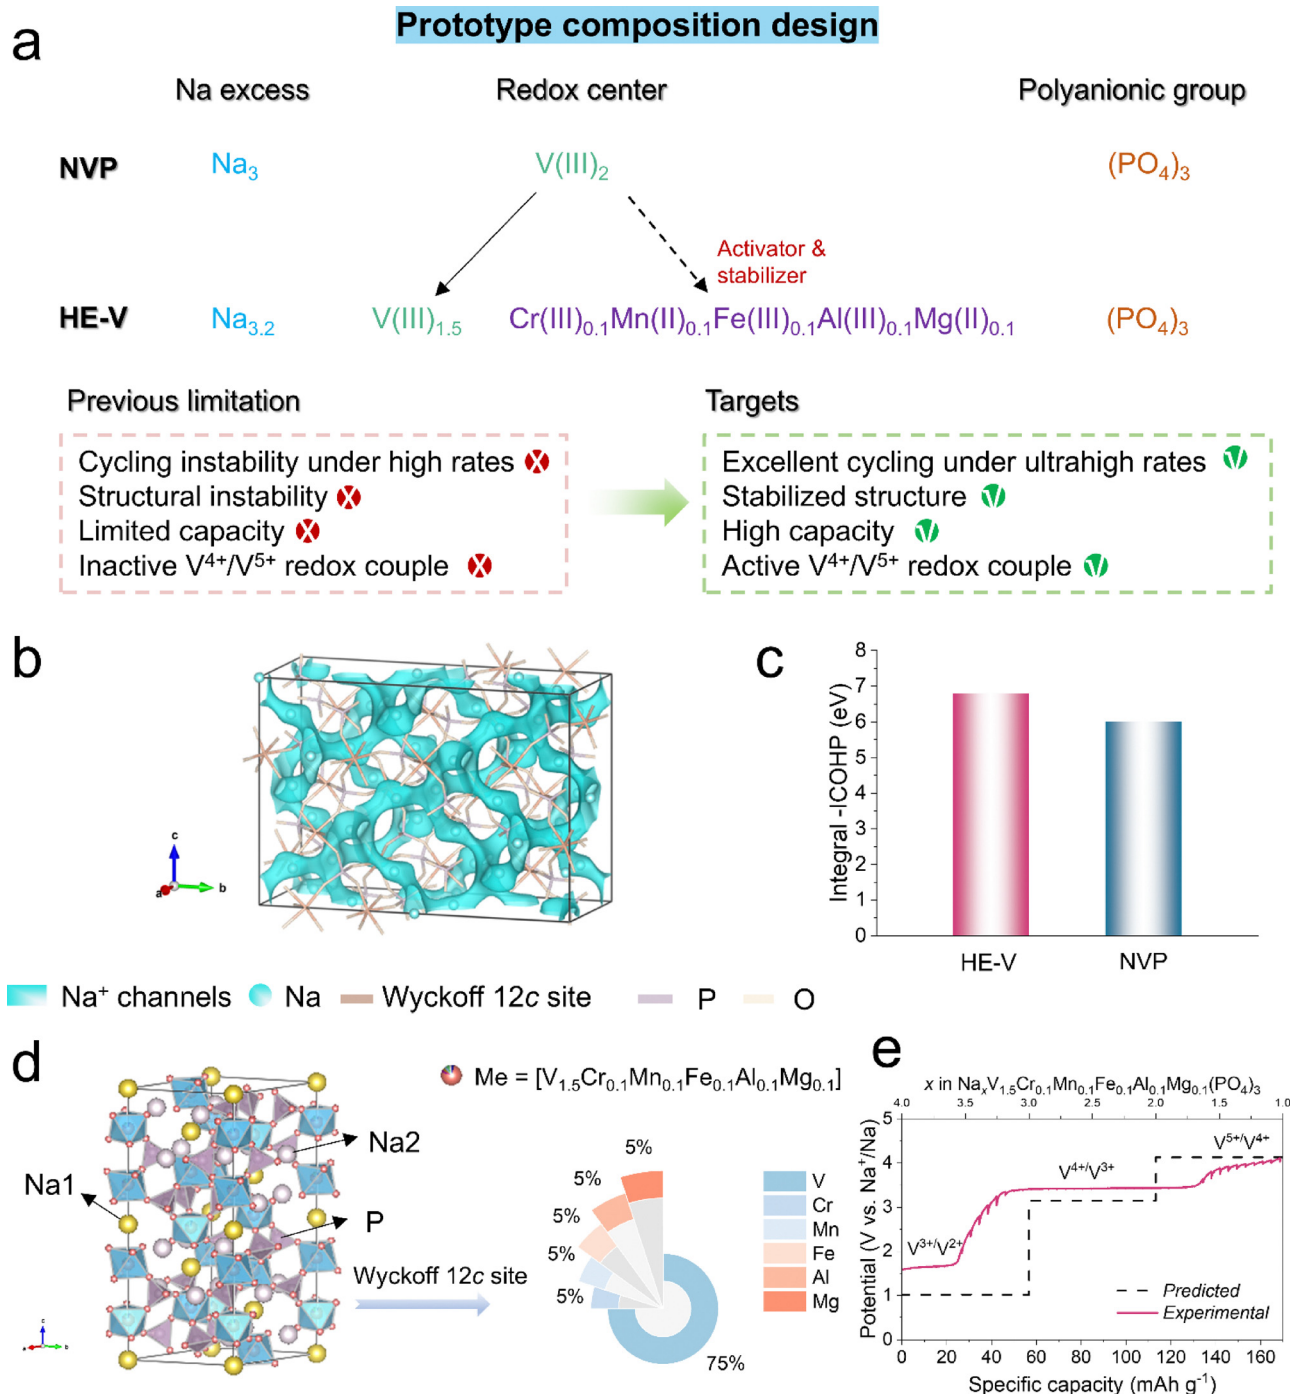 Prototype composition design
a
Na excess Redox center Polyanionic group
NVP Na₃ V(III)₂ (PO₄)₃
Activator &
stabilizer
HE-V Na₃.₂ V(III)₁.₅ Cr(III)₀.₁Mn(II)₀.₁Fe(III)₀.₁Al(III)₀.₁Mg(II)₀.₁ (PO₄)₃
Previous limitation
Cycling instability under high rates X
Structural instability X
Limited capacity X
Inactive V⁴⁺/V⁵⁺ redox couple X
Targets
Excellent cycling under ultrahigh rates √
Stabilized structure √
High capacity √
Active V⁴⁺/V⁵⁺ redox couple √
b
c
a
b
Na⁺ channels Na Wyckoff 12c site P O
c
Integral -ICOHP (eV)
8
7
6
5
4
3
2
1
0
HE-V NVP
d
Na1
Na2
P
c
a
b
Wyckoff 12c site
Me = [V₁.₅Cr₀.₁Mn₀.₁Fe₀.₁Al₀.₁Mg₀.₁]
5%
5%
5%
5%
5%
75%
V
Cr
Mn
Fe
Al
Mg
e
x in NaₓV₁.₅Cr₀.₁Mn₀.₁Fe₀.₁Al₀.₁Mg₀.₁(PO₄)₃
4.0 3.5 3.0 2.5 2.0 1.5 1.0
Potential (V vs. Na⁺/Na)
5
4
3
2
1
0
V³⁺/V²⁺
V⁴⁺/V³⁺
V⁵⁺/V⁴⁺
Predicted
Experimental
0 20 40 60 80 100 120 140 160
Specific capacity (mAh g⁻¹)